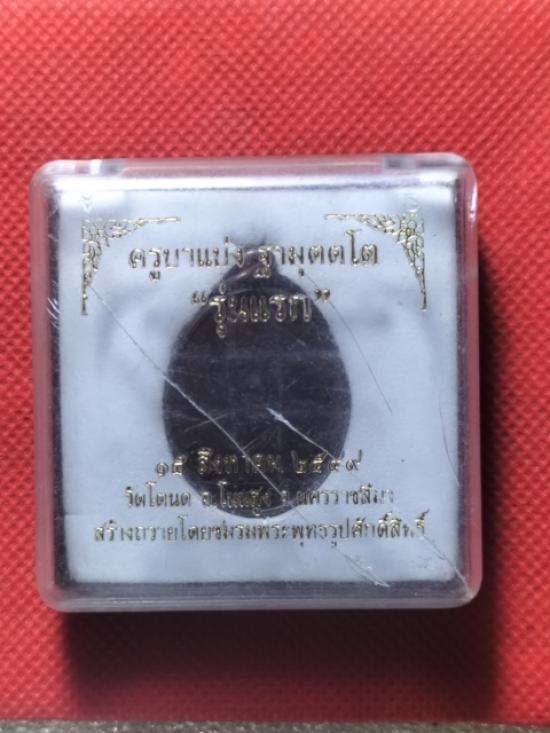 ครูบาแบ่ง ฐามุตตโต
"รุ่นแรก"
๑๕ สิงหาคม ๒๕๕๙
วัดโตนด อ.โนนสูง จ.นครราชสีมา
สร้างถวายโดยชมรมพระพุทธรูปศักดิ์สิทธิ์